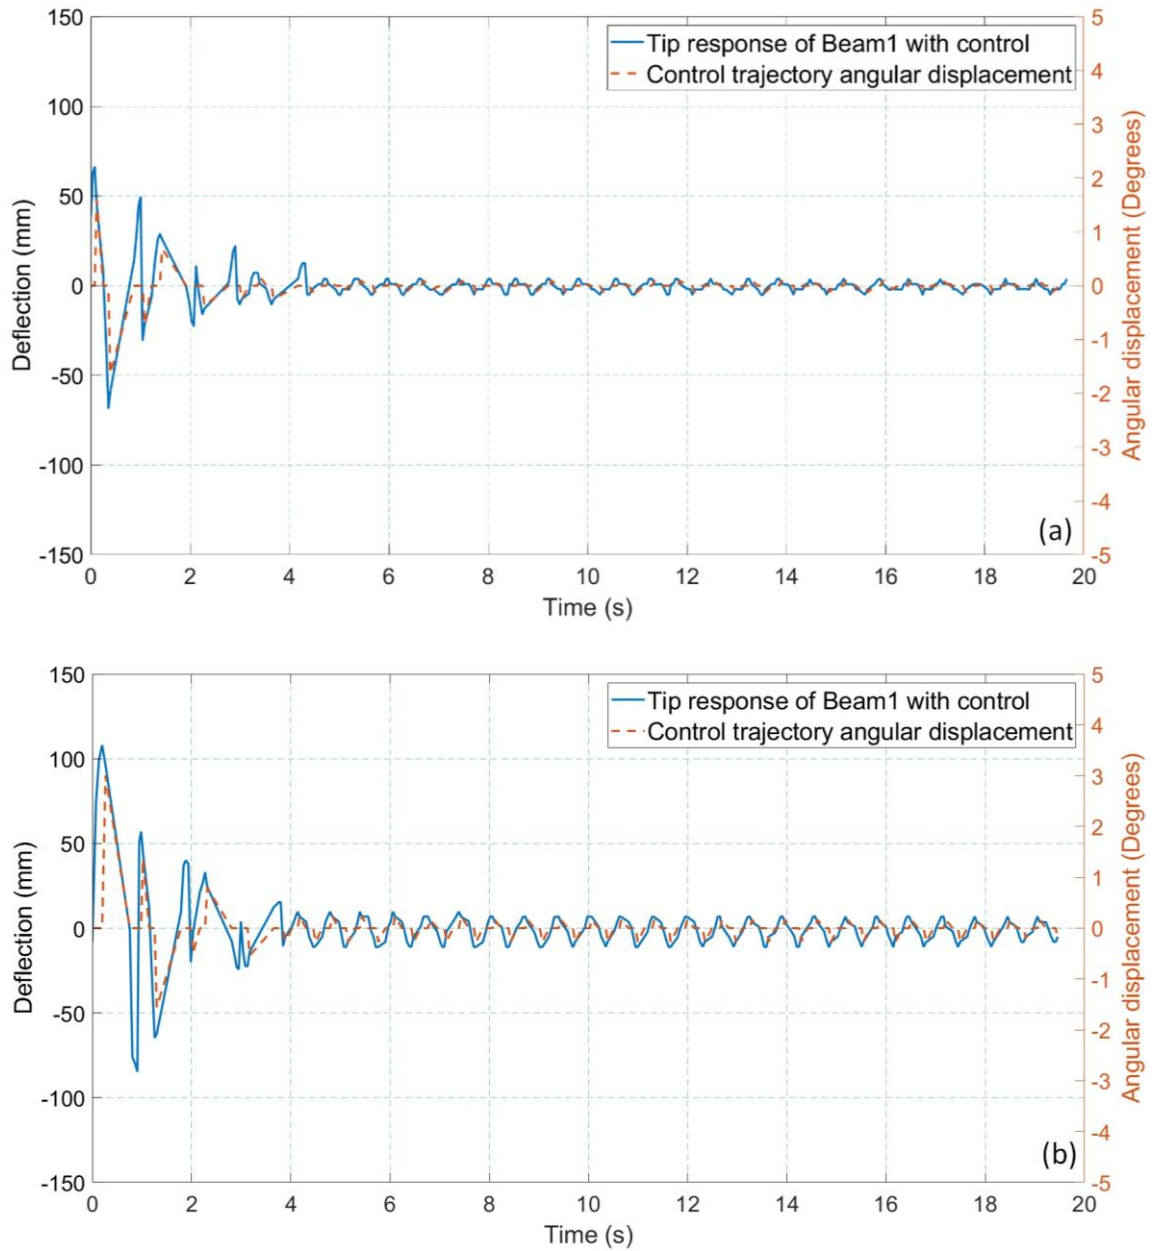 150
100
50
0
-50
-100
-150
Deflection (mm)
Tip response of Beam1 with control
Control trajectory angular displacement
5
4
3
2
1
0
-1
-2
-3
-4
-5
Angular displacement (Degrees)
(a)
0 2 4 6 8 10 12 14 16 18 20
Time (s)
150
100
50
0
-50
-100
-150
Deflection (mm)
Tip response of Beam1 with control
Control trajectory angular displacement
5
4
3
2
1
0
-1
-2
-3
-4
-5
Angular displacement (Degrees)
(b)
0 2 4 6 8 10 12 14 16 18 20
Time (s)